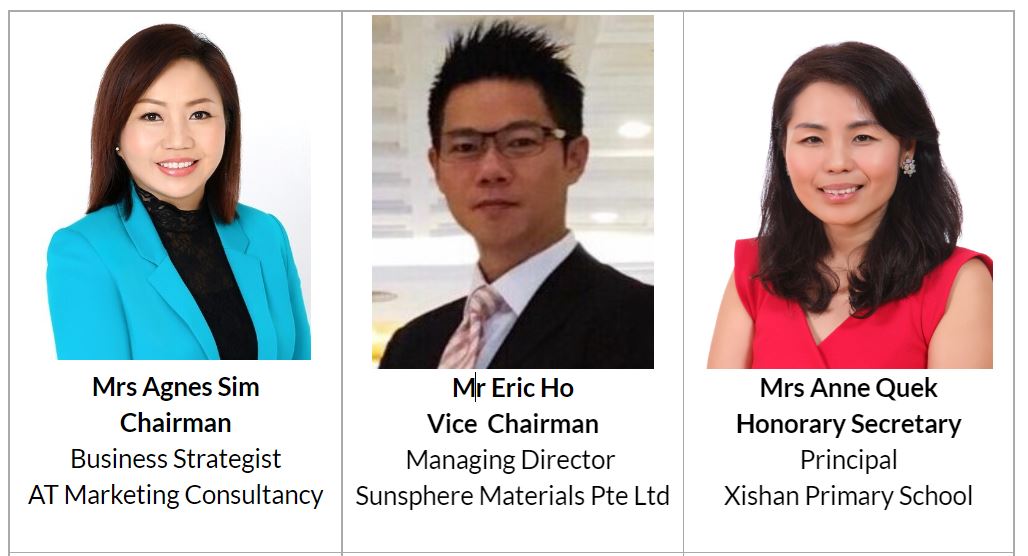 Mrs Agnes Sim
Chairman
Business Strategist
AT Marketing Consultancy
Mr Eric Ho
Vice  Chairman
Managing Director
Sunsphere Materials Pte Ltd
Mrs Anne Quek
Honorary Secretary
Principal
Xishan Primary School